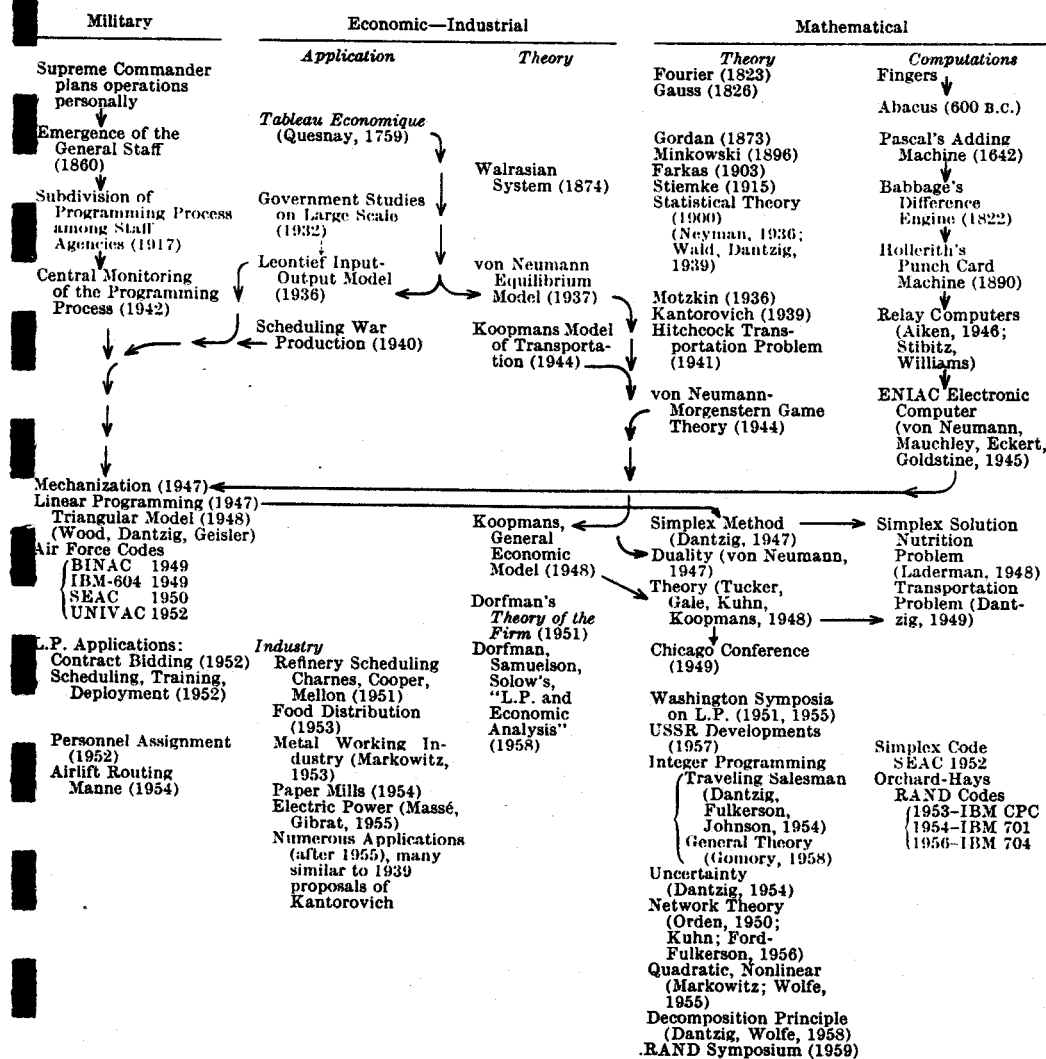 Military
Economic—Industrial
Mathematical
Application
Theory
Theory
Computations
Supreme Commander
plans operations
personally
Emergence of the
General Staff
(1860)
Subdivision of
Programming Process
among Staff
Agencies (1917)
Central Monitoring
of the Programming
Process (1942)
Mechanization (1947)
Linear Programming (1947)
Triangular Model (1948)
(Wood, Dantzig, Geisler)
Air Force Codes
BINAC 1949
IBM-604 1949
SEAC 1950
UNIVAC 1952
L.P. Applications:
Contract Bidding (1952)
Scheduling, Training,
Deployment (1952)
Personnel Assignment
(1952)
Airlift Routing
Manne (1954)
Tableau Economique
(Quesnay, 1759)
Government Studies
on Large Scale
(1932)
Leontief Input-
Output Model
(1936)
Scheduling War
Production (1940)
Industry
Refinery Scheduling
Charnes, Cooper,
Mellon (1951)
Food Distribution
(1953)
Metal Working In-
dustry (Markowitz,
1953)
Paper Mills (1954)
Electric Power (Massé,
Gibrat, 1955)
Numerous Applications
(after 1955), many
similar to 1939
proposals of
Kantorovich
Walrasian
System (1874)
von Neumann
Equilibrium
Model (1937)
Koopmans Model
of Transporta-
tion (1944)
Koopmans,
General
Economic
Model (1948)
Dorfman's
Theory of the
Firm (1951)
Dorfman,
Samuelson,
Solow's,
"L.P. and
Economic
Analysis"
(1958)
Fourier (1823)
Gauss (1826)
Gordan (1873)
Minkowski (1896)
Farkas (1903)
Stiemke (1915)
Statistical Theory
(1900)
(Neyman, 1936;
Wald, Dantzig,
1939)
Motzkin (1936)
Kantorovich (1939)
Hitchcock Trans-
portation Problem
(1941)
von Neumann-
Morgenstern Game
Theory (1944)
Simplex Method
(Dantzig, 1947)
Duality (von Neumann,
1947)
Theory (Tucker,
Gale, Kuhn,
Koopmans, 1948)
Chicago Conference
(1949)
Washington Symposia
on L.P. (1951, 1955)
USSR Developments
(1957)
Integer Programming
Traveling Salesman
(Dantzig,
Fulkerson,
Johnson, 1954)
General Theory
(Gomory, 1958)
Uncertainty
(Dantzig, 1954)
Network Theory
(Orden, 1950;
Kuhn; Ford-
Fulkerson, 1956)
Quadratic, Nonlinear
(Markowitz; Wolfe,
1955)
Decomposition Principle
(Dantzig, Wolfe, 1958)
RAND Symposium (1959)
Fingers
Abacus (600 B.C.)
Pascal's Adding
Machine (1642)
Babbage's
Difference
Engine (1822)
Hollerith's
Punch Card
Machine (1890)
Relay Computers
(Aiken, 1946;
Stibitz,
Williams)
ENIAC Electronic
Computer
(von Neumann,
Mauchley, Eckert,
Goldstine, 1945)
Simplex Solution
Nutrition
Problem
(Laderman, 1948)
Transportation
Problem (Dant-
zig, 1949)
Simplex Code
SEAC 1952
Orchard-Hays
RAND Codes
1953-IBM CPC
1954-IBM 701
1956-IBM 704